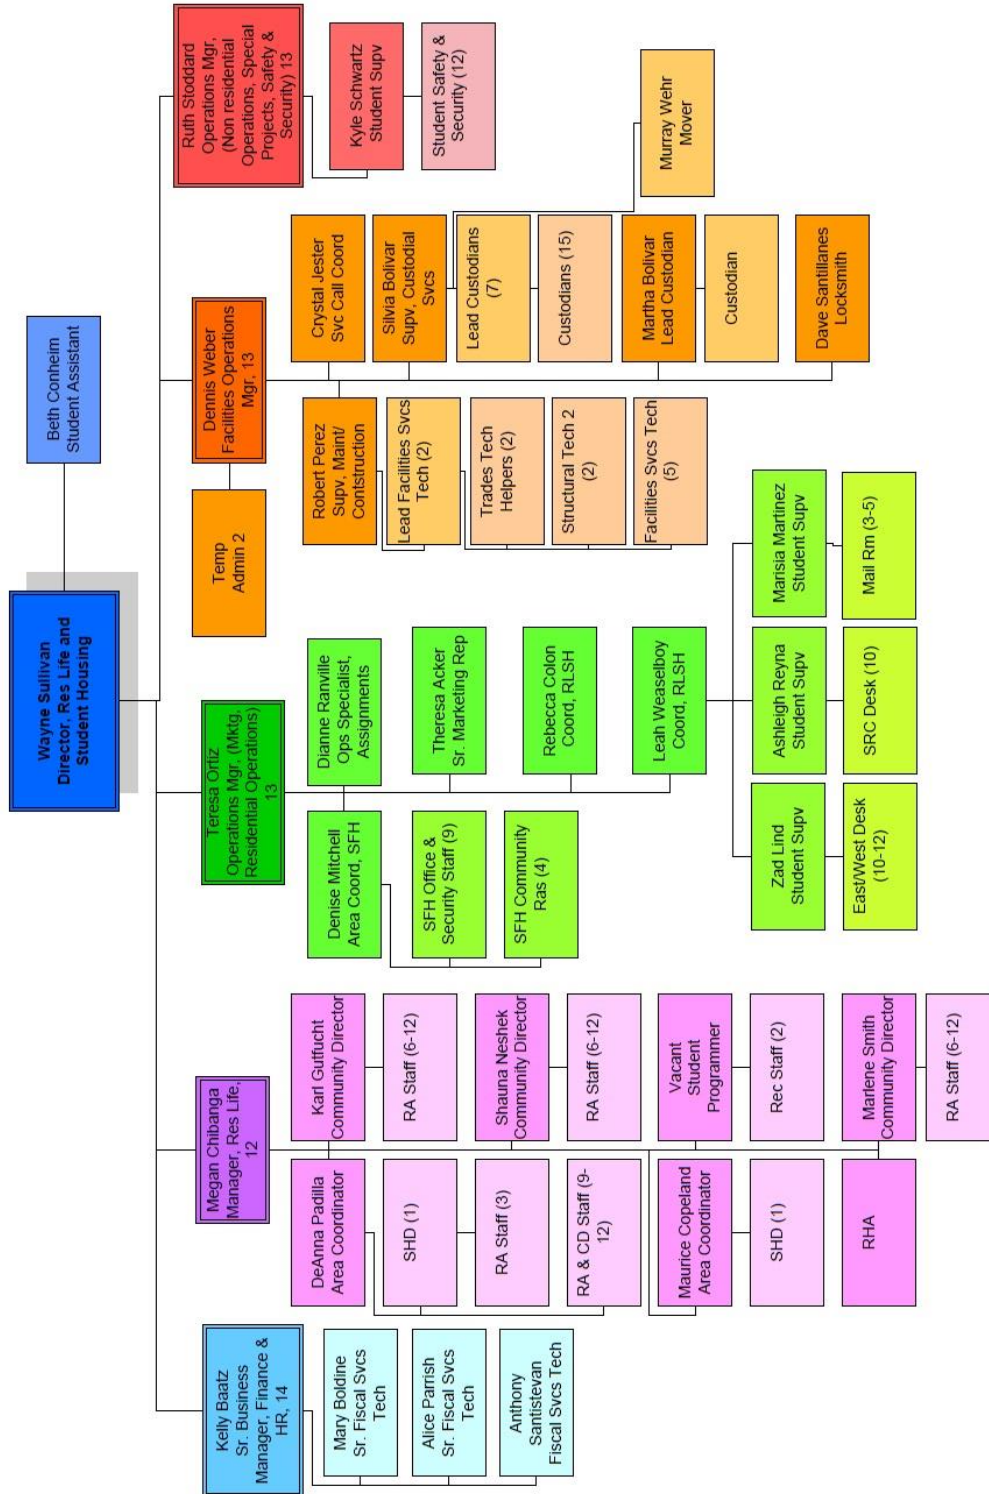 Wayne Sullivan
Director, Res Life and
Student Housing
Beth Conheim
Student Assistant
Kelly Baatz
Sr. Business
Manager, Finance &
HR, 14
Mary Boldine
Sr. Fiscal Svcs
Tech
Alice Parrish
Sr. Fiscal Svcs
Tech
Anthony
Santistevan
Fiscal Svcs Tech
Megan Chibanga
Manager, Res Life,
12
DeAnna Padilla
Area Coordinator
SHD (1)
RA Staff (3)
RA & CD Staff (9-
12)
Maurice Copeland
Area Coordinator
SHD (1)
RHA
Karl Gutfucht
Community Director
RA Staff (6-12)
Shauna Neshek
Community Director
RA Staff (6-12)
Vacant
Student
Programmer
Rec Staff (2)
Marlene Smith
Community Director
RA Staff (6-12)
Teresa Ortiz
Operations Mgr, (Mktg,
Residential Operations)
13
Denise Mitchell
Area Coord, SFH
SFH Office &
Security Staff (9)
SFH Community
Ras (4)
Dianne Ranville
Ops Specialist,
Assignments
Theresa Acker
Sr. Marketing Rep
Rebecca Colon
Coord, RLSH
Leah Weaselboy
Coord, RLSH
Zad Lind
Student Supv
East/West Desk
(10-12)
Ashleigh Reyna
Student Supv
SRC Desk (10)
Marisia Martinez
Student Supv
Mail Rm (3-5)
Dennis Weber
Facilities Operations
Mgr, 13
Temp
Admin 2
Robert Perez
Supv, Maint/
Contstruction
Lead Facilities Svcs
Tech (2)
Trades Tech
Helpers (2)
Structural Tech 2
(2)
Facilities Svcs Tech
(5)
Crystal Jester
Svc Call Coord
Silvia Bolivar
Supv, Custodial
Svcs
Lead Custodians
(7)
Custodians (15)
Martha Bolivar
Lead Custodian
Custodian
Dave Santillanes
Locksmith
Murray Wehr
Mover
Ruth Stoddard
Operations Mgr,
(Non residential
Operations, Special
Projects, Safety &
Security) 13
Kyle Schwartz
Student Supv
Student Safety &
Security (12)